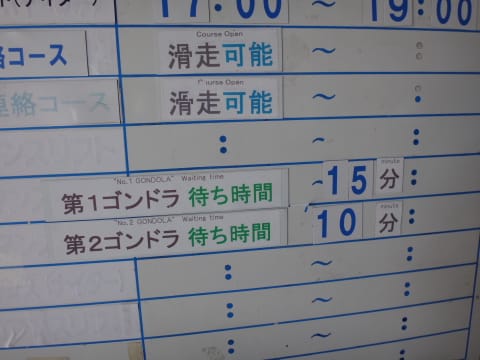 17:00 ～ 19:00
絡コース Course Open 滑走可能 ～ :
連絡コース Course Open 滑走可能 ～ :
: ～ :
"No.1 GONDOLA" Waiting time
第1ゴンドラ 待ち時間 ～15 minute 分 :
"No.2 GONDOLA" Waiting time
第2ゴンドラ 待ち時間 10 minute 分 :
: ～ :
: ～ :
: ～ :
: ～ :